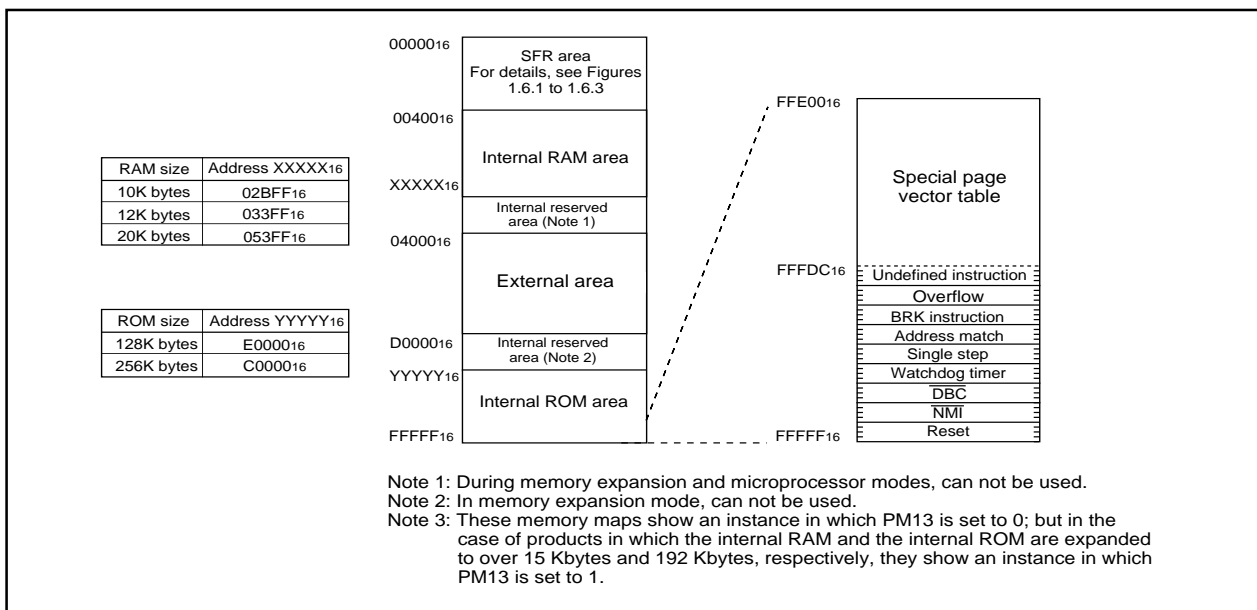 0000016
SFR area
For details, see Figures
1.6.1 to 1.6.3
0040016
Internal RAM area
XXXXX16
Internal reserved
area (Note 1)
0400016
External area
D000016
Internal reserved
area (Note 2)
YYYYY16
Internal ROM area
FFFFF16
RAM size Address XXXXX16
10K bytes 02BFF16
12K bytes 033FF16
20K bytes 053FF16
ROM size Address YYYYY16
128K bytes E000016
256K bytes C000016
FFE0016
Special page
vector table
FFFDC16
Undefined instruction
Overflow
BRK instruction
Address match
Single step
Watchdog timer
DBC
NMI
Reset
FFFFF16
Note 1: During memory expansion and microprocessor modes, can not be used.
Note 2: In memory expansion mode, can not be used.
Note 3: These memory maps show an instance in which PM13 is set to 0; but in the
case of products in which the internal RAM and the internal ROM are expanded
to over 15 Kbytes and 192 Kbytes, respectively, they show an instance in which
PM13 is set to 1.